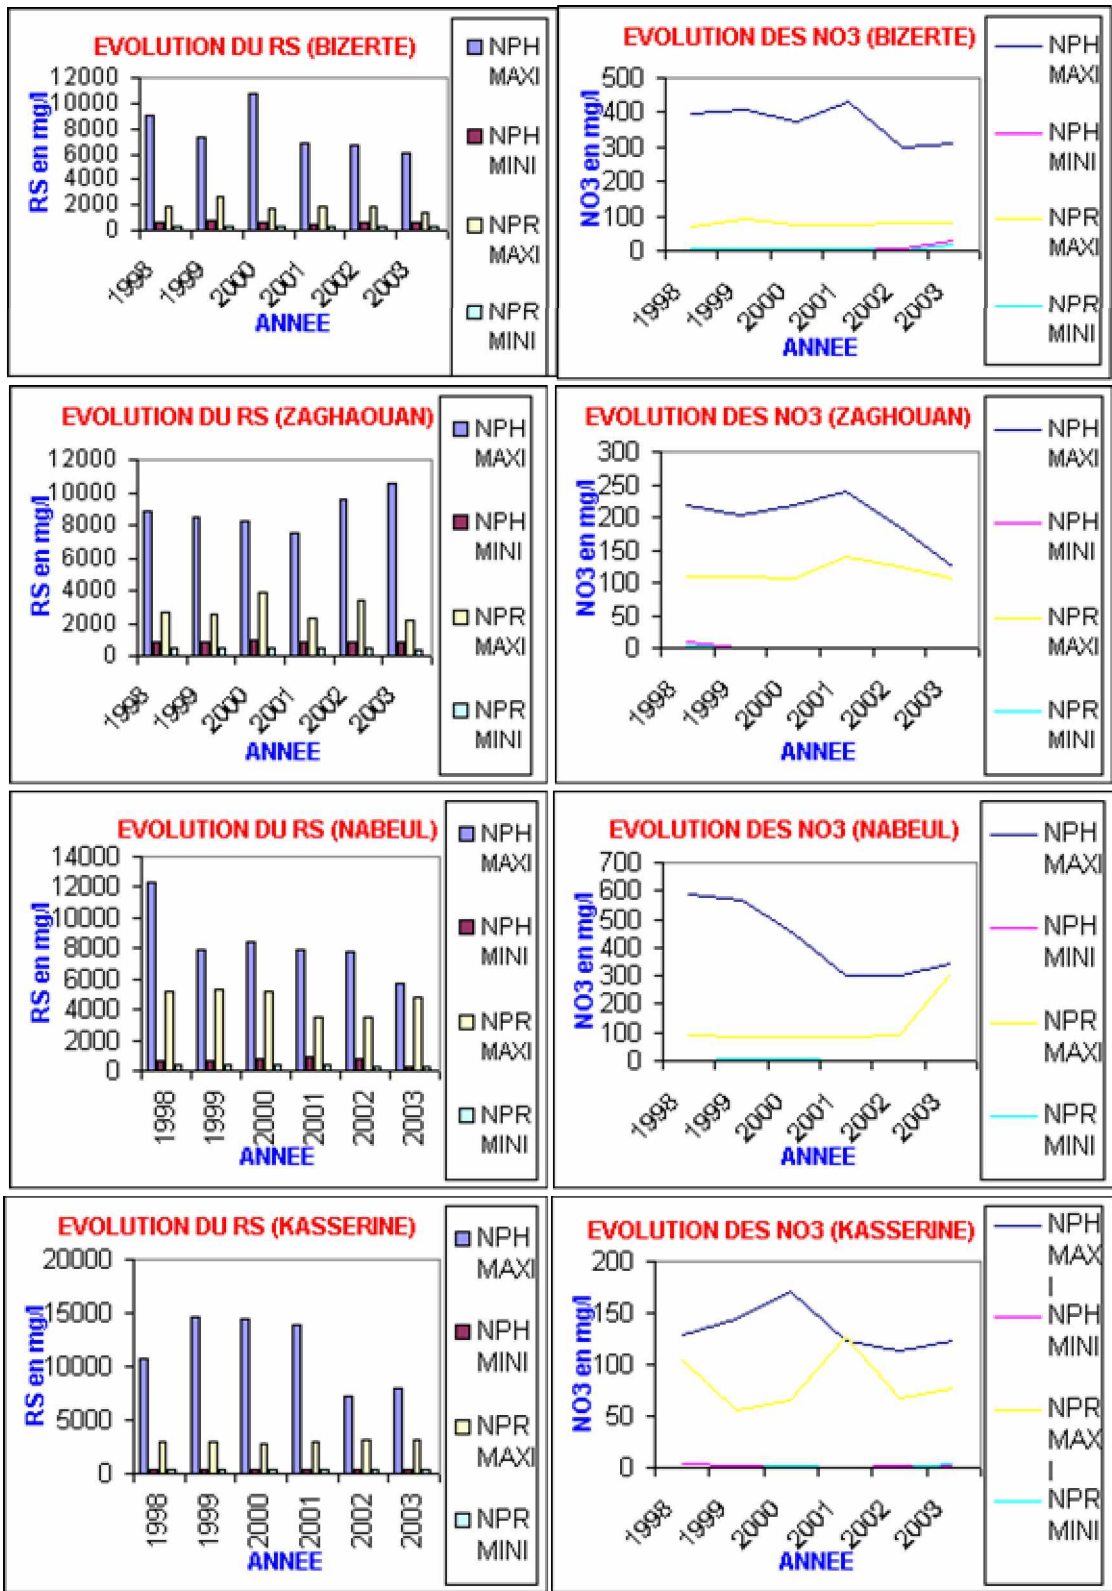 EVOLUTION DU RS (BIZERTE)
RS en mg/l
12000
10000
8000
6000
4000
2000
0
1998
1999
2000
2001
2002
2003
ANNEE
NPH
MAXI
NPH
MINI
NPR
MAXI
NPR
MINI
EVOLUTION DES NO3 (BIZERTE)
NO3 en mg/l
500
400
300
200
100
0
1998
1999
2000
2001
2002
2003
ANNEE
NPH
MAXI
NPH
MINI
NPR
MAXI
NPR
MINI
EVOLUTION DU RS (ZAGHAOUAN)
RS en mg/l
12000
10000
8000
6000
4000
2000
0
1998
1999
2000
2001
2002
2003
ANNEE
NPH
MAXI
NPH
MINI
NPR
MAXI
NPR
MINI
EVOLUTION DES NO3 (ZAGHOUAN)
NO3 en mg/l
300
250
200
150
100
50
0
1998
1999
2000
2001
2002
2003
ANNEE
NPH
MAXI
NPH
MINI
NPR
MAXI
NPR
MINI
EVOLUTION DU RS (NABEUL)
RS en mg/l
14000
12000
10000
8000
6000
4000
2000
0
1998
1999
2000
2001
2002
2003
ANNEE
NPH
MAXI
NPH
MINI
NPR
MAXI
NPR
MINI
EVOLUTION DES NO3 (NABEUL)
NO3 en mg/l
700
600
500
400
300
200
100
0
1998
1999
2000
2001
2002
2003
ANNEE
NPH
MAXI
NPH
MINI
NPR
MAXI
NPR
MINI
EVOLUTION DU RS (KASSERINE)
RS en mg/l
20000
15000
10000
5000
0
1998
1999
2000
2001
2002
2003
ANNEE
NPH
MAXI
NPH
MINI
NPR
MAXI
NPR
MINI
EVOLUTION DES NO3 (KASSERINE)
NO3 en mg/l
200
150
100
50
0
1998
1999
2000
2001
2002
2003
ANNEE
NPH
MAX
I
NPH
MINI
NPR
MAX
I
NPR
MINI